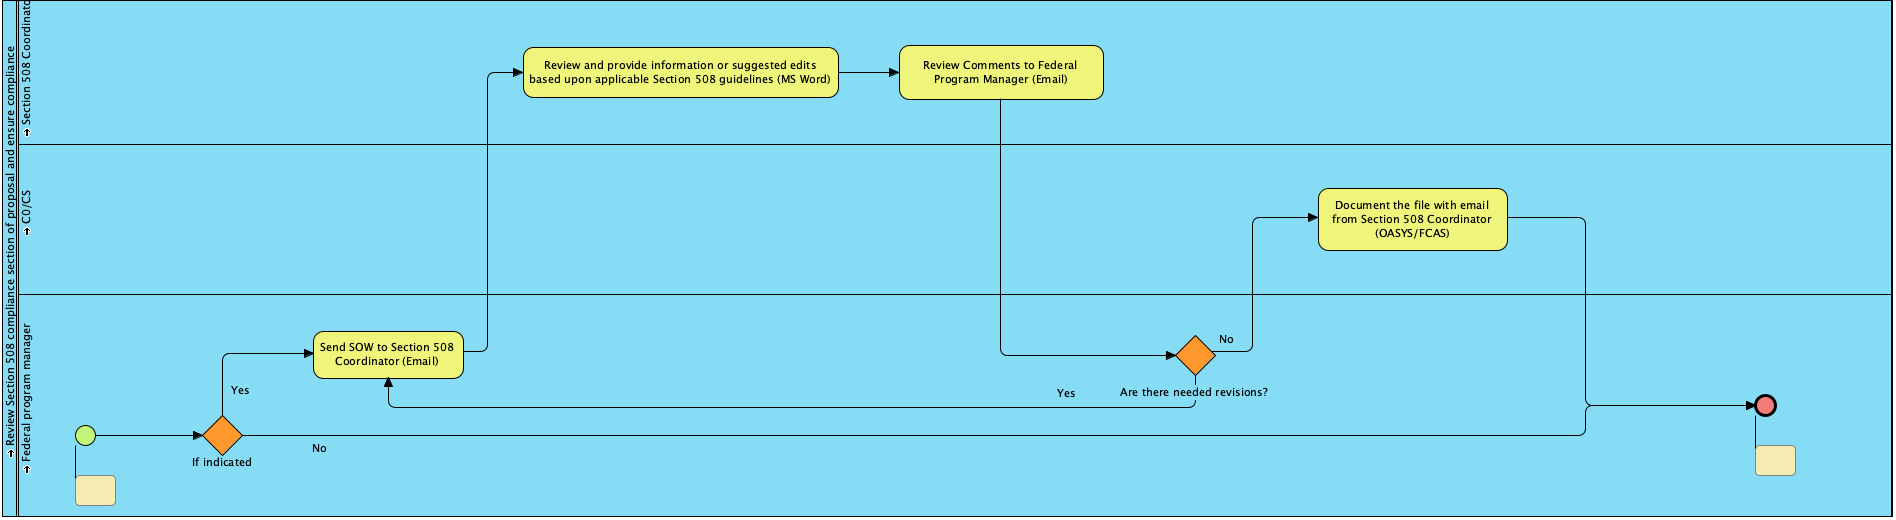 Review Section 508 compliance section of proposal and ensure compliance
Section 508 Coordinator
Review and provide information or suggested edits
based upon applicable Section 508 guidelines (MS Word)
Review Comments to Federal
Program Manager (Email)
CO/CS
Document the file with email
from Section 508 Coordinator
(OASYS/FCAS)
Federal program manager
Send SOW to Section 508
Coordinator (Email)
No
Yes
Yes
Are there needed revisions?
No
If indicated